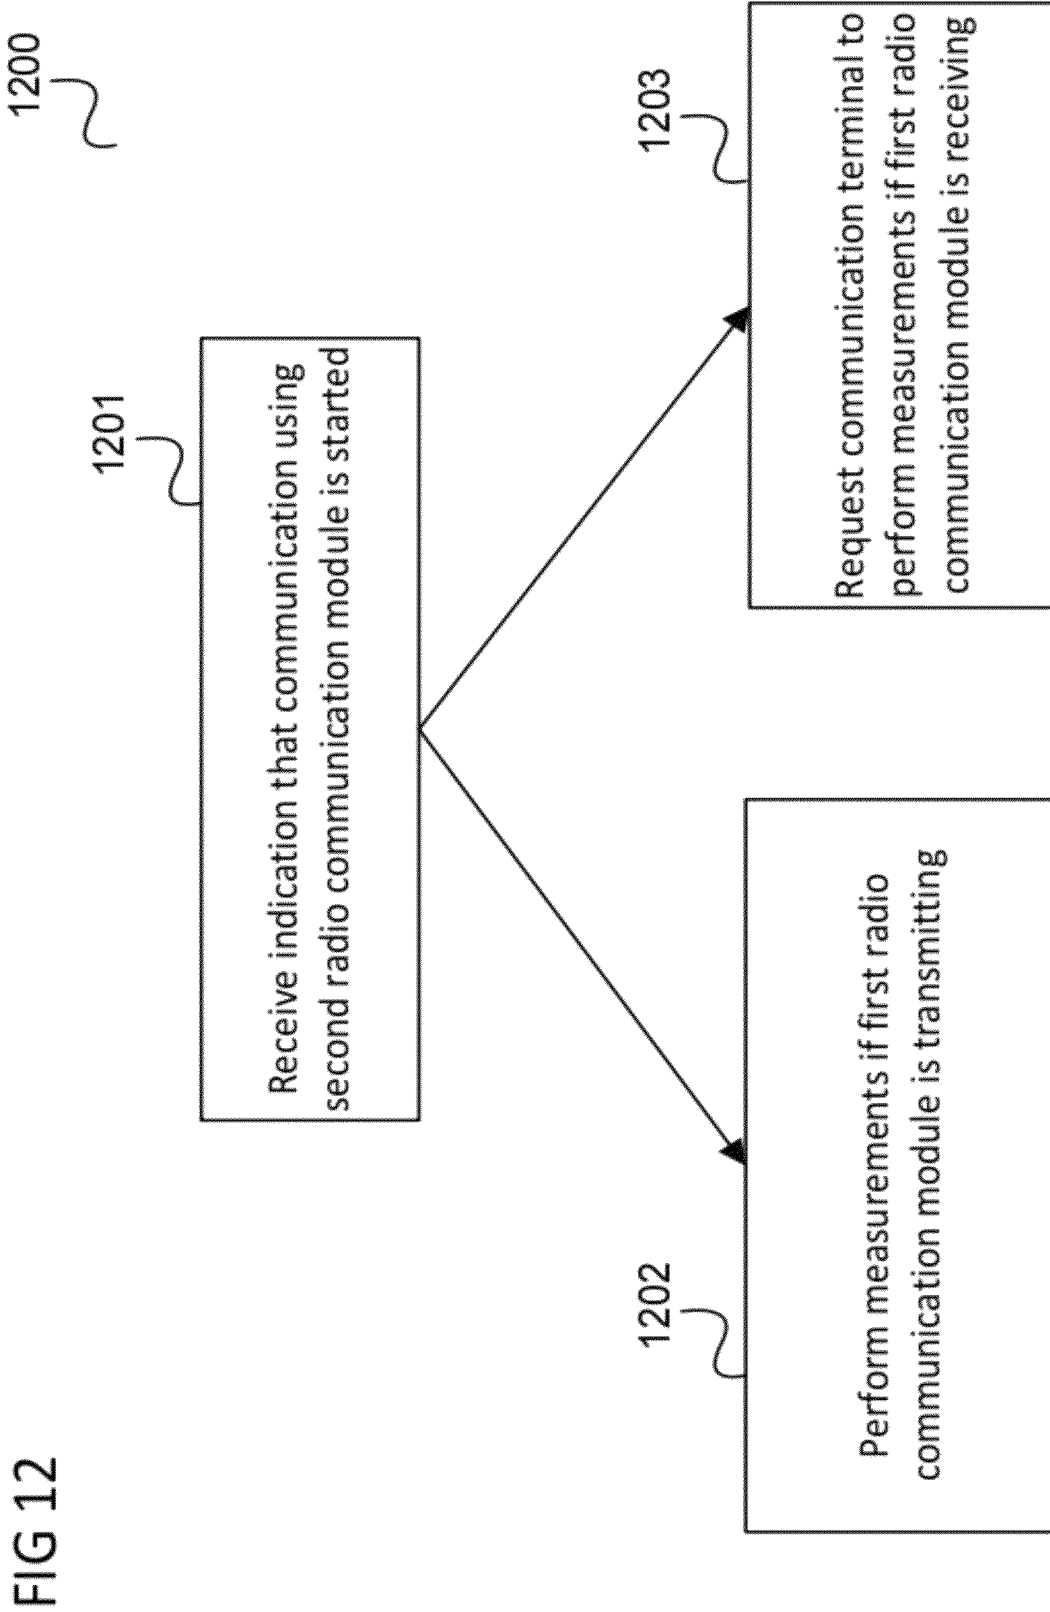 FIG 12
1200
1201
Receive indication that communication using
second radio communication module is started
1202
Perform measurements if first radio
communication module is transmitting
1203
Request communication terminal to
perform measurements if first radio
communication module is receiving